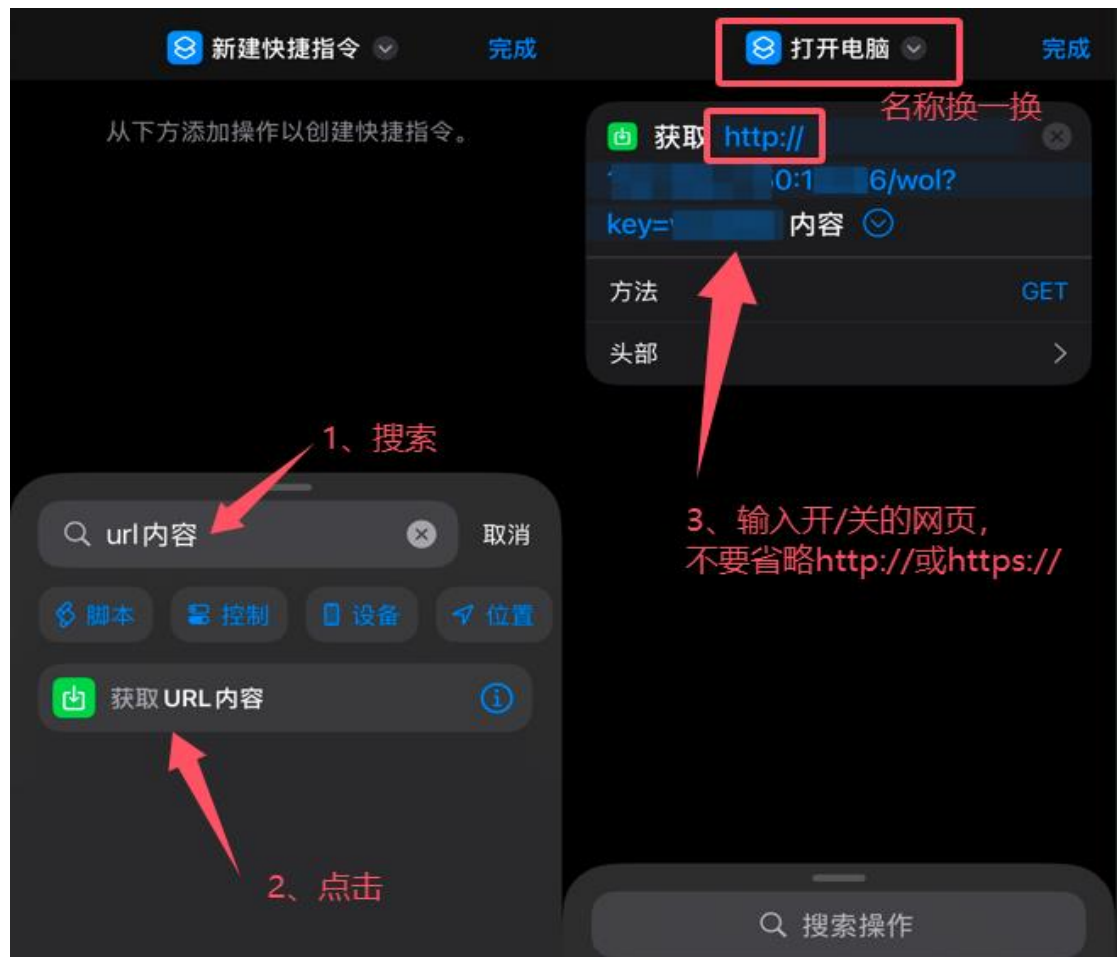 新建快捷指令
完成
从下方添加操作以创建快捷指令。
1、搜索
url内容
取消
脚本
控制
设备
位置
获取URL内容
2、点击
打开电脑
完成
名称换一换
获取 http://
0:1 6/wol?
key= 内容
方法
GET
头部
3、输入开/关的网页,
不要省略http://或https://
搜索操作